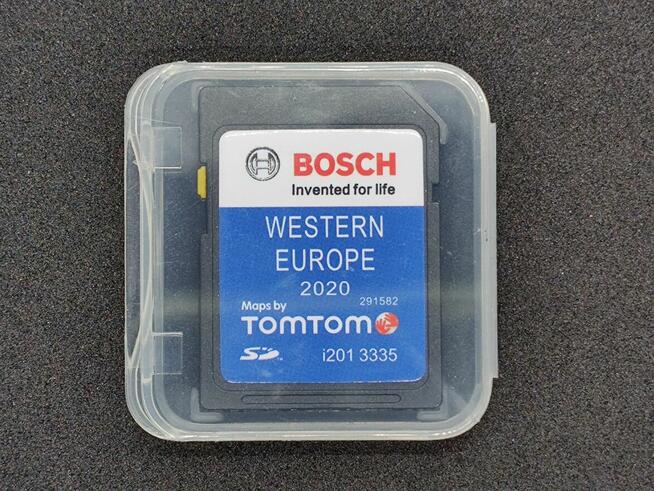 BOSCH
Invented for life
WESTERN
EUROPE
2020
291582
Maps by
TOMTOM
SD
i201 3335